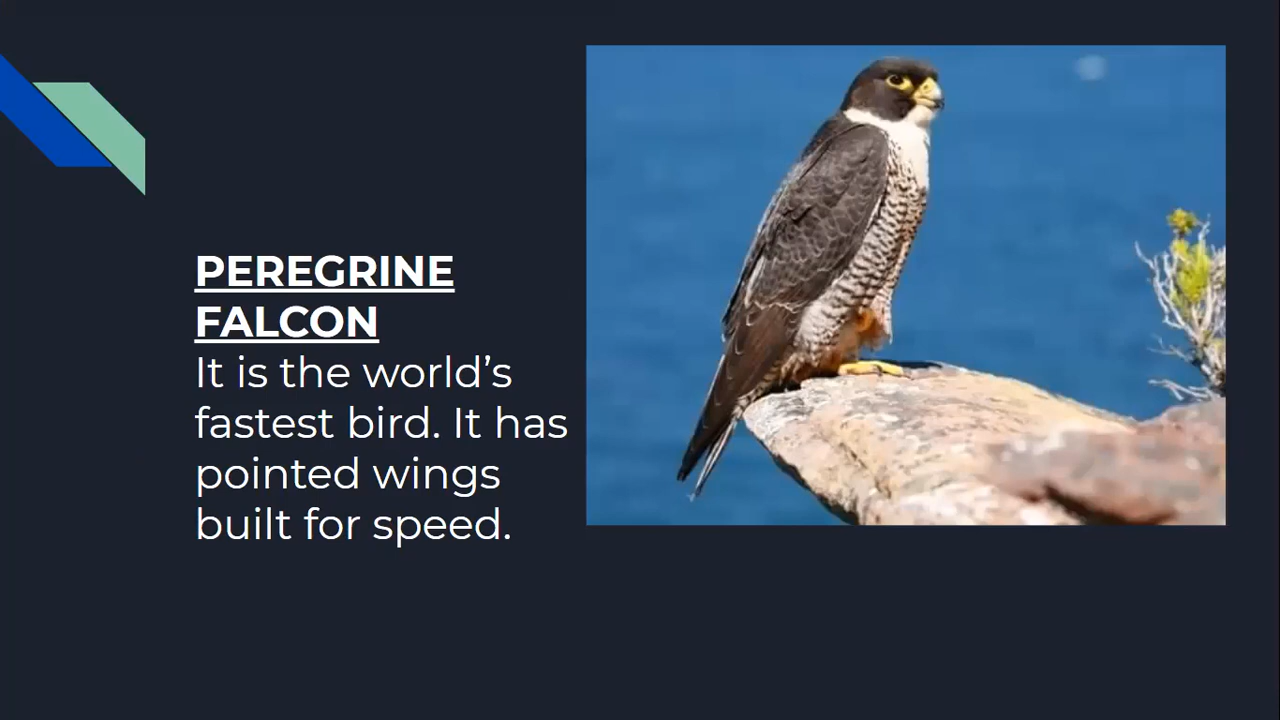 PEREGRINE
FALCON
It is the world’s
fastest bird. It has
pointed wings
built for speed.